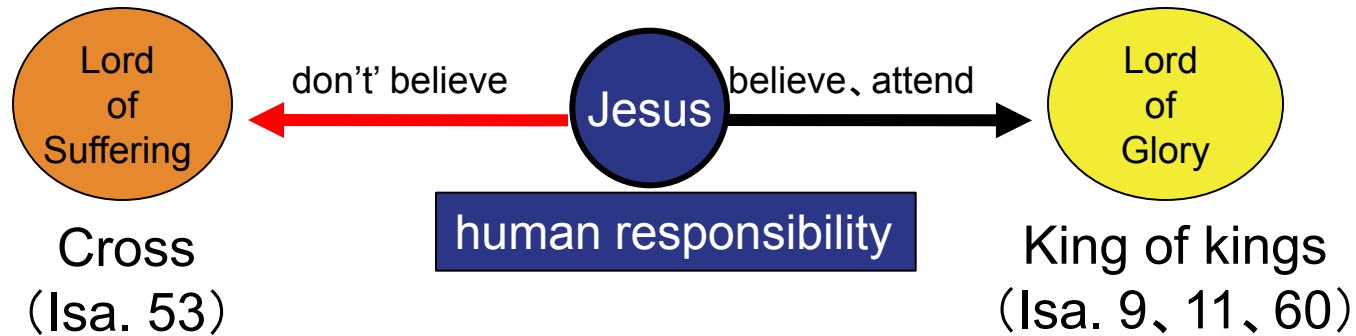 Lord
of
Suffering
don't' believe
Jesus
believe、attend
Lord
of
Glory
human responsibility
Cross
（Isa. 53）
King of kings
（Isa. 9、11、60）